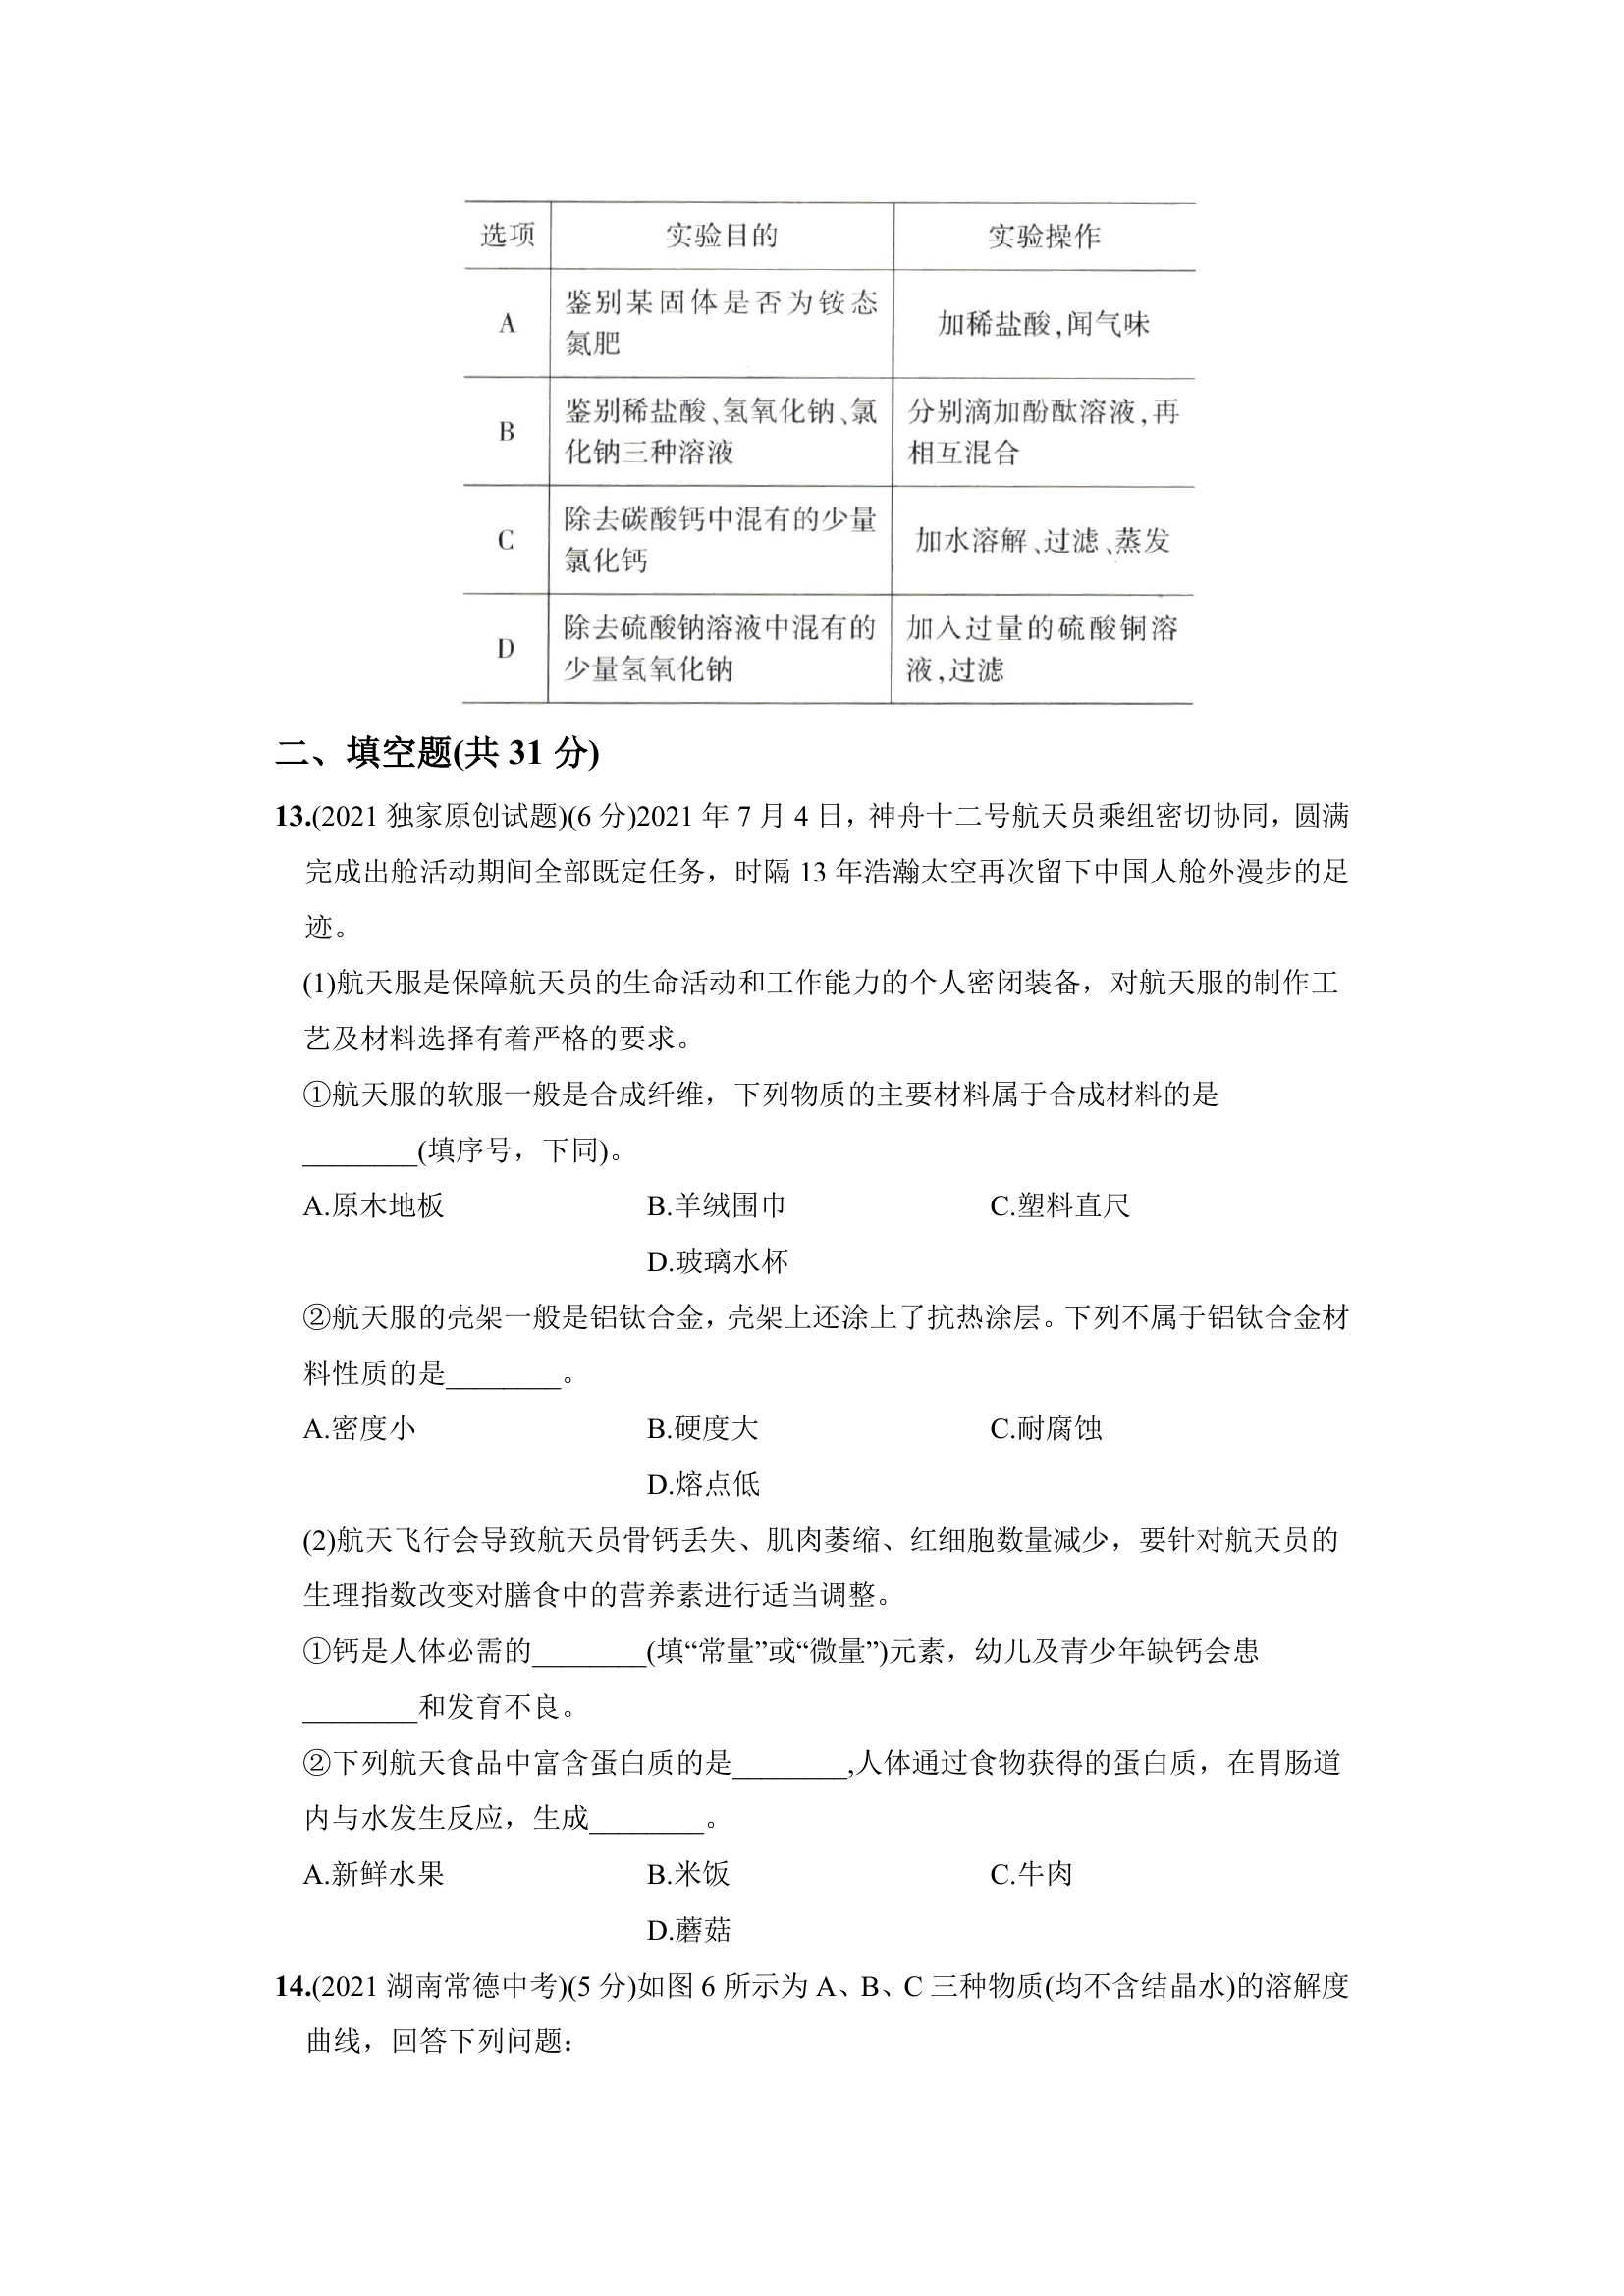 选项 实验目的 实验操作
鉴别某固体是否为铵态
A 加稀盐酸,闻气味
氮肥
鉴别稀盐酸、氢氧化钠、氯 分别滴加酚酞溶液,再
B
化钠三种溶液 相互混合
除去碳酸钙中混有的少量
C 加水溶解、过滤、蒸发
氯化钙
除去硫酸钠溶液中混有的 加入过量的硫酸铜溶
D
少量氢氧化钠 液,过滤
二、填空题(共 31 分)
13.(2021 独家原创试题)(6 分)2021 年 7 月 4 日，神舟十二号航天员乘组密切协同，圆满
完成出舱活动期间全部既定任务，时隔 13 年浩瀚太空再次留下中国人舱外漫步的足
迹。
(1)航天服是保障航天员的生命活动和工作能力的个人密闭装备，对航天服的制作工
艺及材料选择有着严格的要求。
①航天服的软服一般是合成纤维，下列物质的主要材料属于合成材料的是
________(填序号，下同)。
A.原木地板 B.羊绒围巾 C.塑料直尺
D.玻璃水杯
②航天服的壳架一般是铝钛合金，壳架上还涂上了抗热涂层。下列不属于铝钛合金材
料性质的是________。
A.密度小 B.硬度大 C.耐腐蚀
D.熔点低
(2)航天飞行会导致航天员骨钙丢失、肌肉萎缩、红细胞数量减少，要针对航天员的
生理指数改变对膳食中的营养素进行适当调整。
①钙是人体必需的________(填“常量”或“微量”)元素，幼儿及青少年缺钙会患
________和发育不良。
②下列航天食品中富含蛋白质的是________,人体通过食物获得的蛋白质，在胃肠道
内与水发生反应，生成________。
A.新鲜水果 B.米饭 C.牛肉
D.蘑菇
14.(2021 湖南常德中考)(5 分)如图 6 所示为 A、B、C 三种物质(均不含结晶水)的溶解度
曲线，回答下列问题：